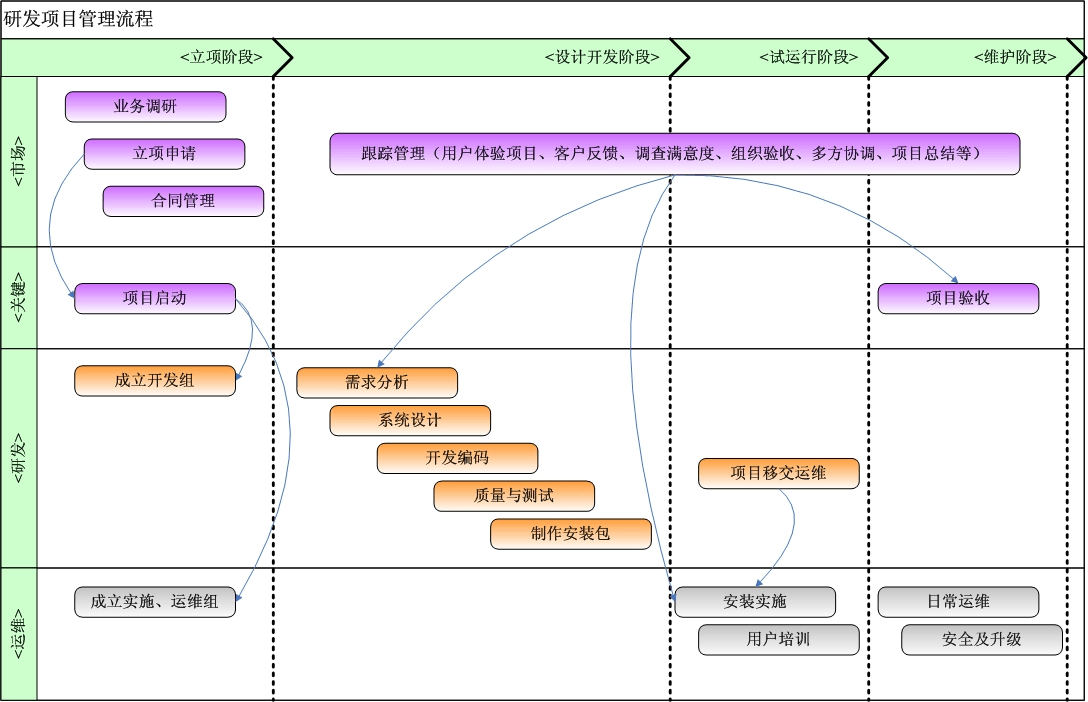 研发项目管理流程
<立项阶段>
<设计开发阶段>
<试运行阶段>
<维护阶段>
<市场>
业务调研
立项申请
合同管理
跟踪管理（用户体验项目、客户反馈、调查满意度、组织验收、多方协调、项目总结等）
<关键>
项目启动
项目验收
<研发>
成立开发组
需求分析
系统设计
开发编码
质量与测试
制作安装包
项目移交运维
<运维>
成立实施、运维组
安装实施
用户培训
日常运维
安全及升级